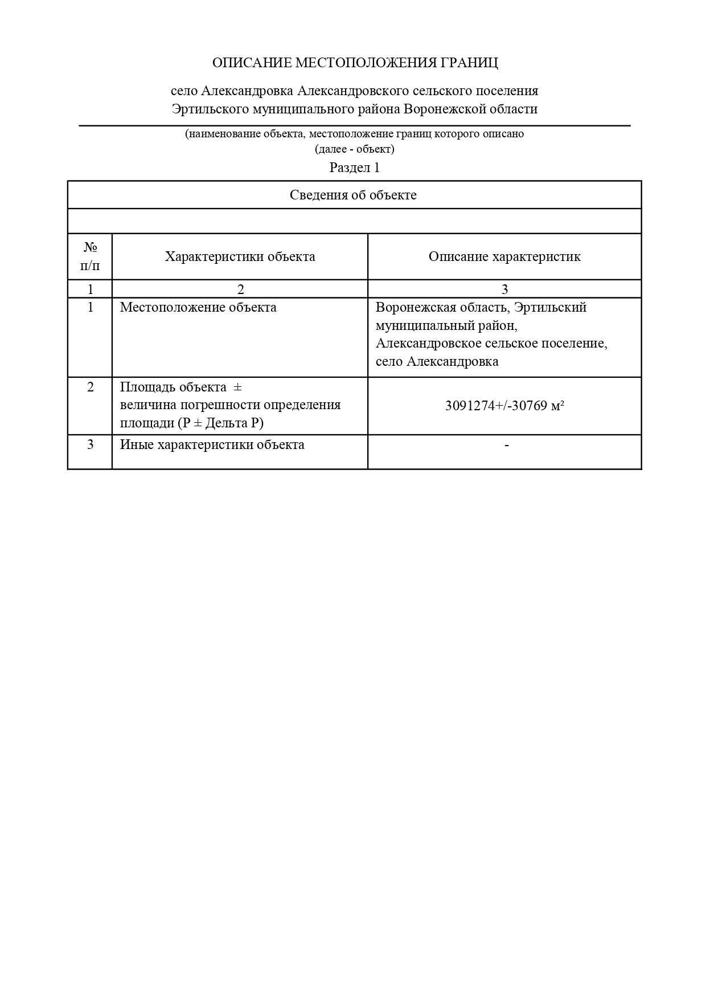 ОПИСАНИЕ МЕСТОПОЛОЖЕНИЯ ГРАНИЦ
село Александровка Александровского сельского поселения
Эртильского муниципального района Воронежской области
(наименование объекта, местоположение границ которого описано
(далее - объект)
Раздел 1
Сведения об объекте
№
п/п
Характеристики объекта
Описание характеристик
1
2
3
1
Местоположение объекта
Воронежская область, Эртильский
муниципальный район,
Александровское сельское поселение,
село Александровка
2
Площадь объекта ±
величина погрешности определения
площади (P ± Дельта P)
3091274+/-30769 м²
3
Иные характеристики объекта
-